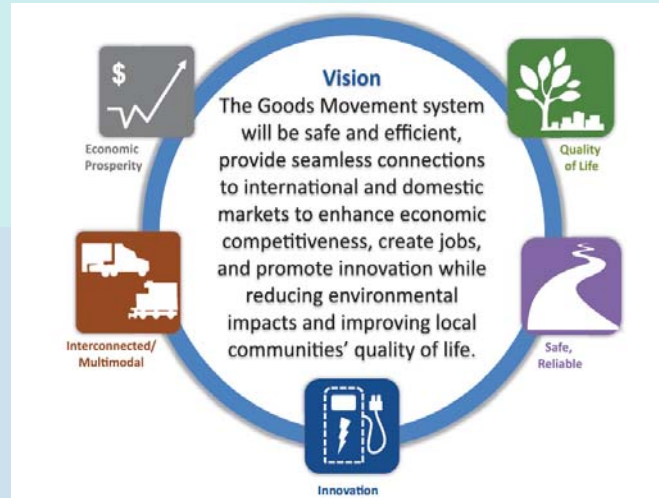 $
Economic
Prosperity
Vision
The Goods Movement system
will be safe and efficient,
provide seamless connections
to international and domestic
markets to enhance economic
competitiveness, create jobs,
and promote innovation while
reducing environmental
impacts and improving local
communities’ quality of life.
Quality
of Life
Interconnected/
Multimodal
Safe,
Reliable
Innovation